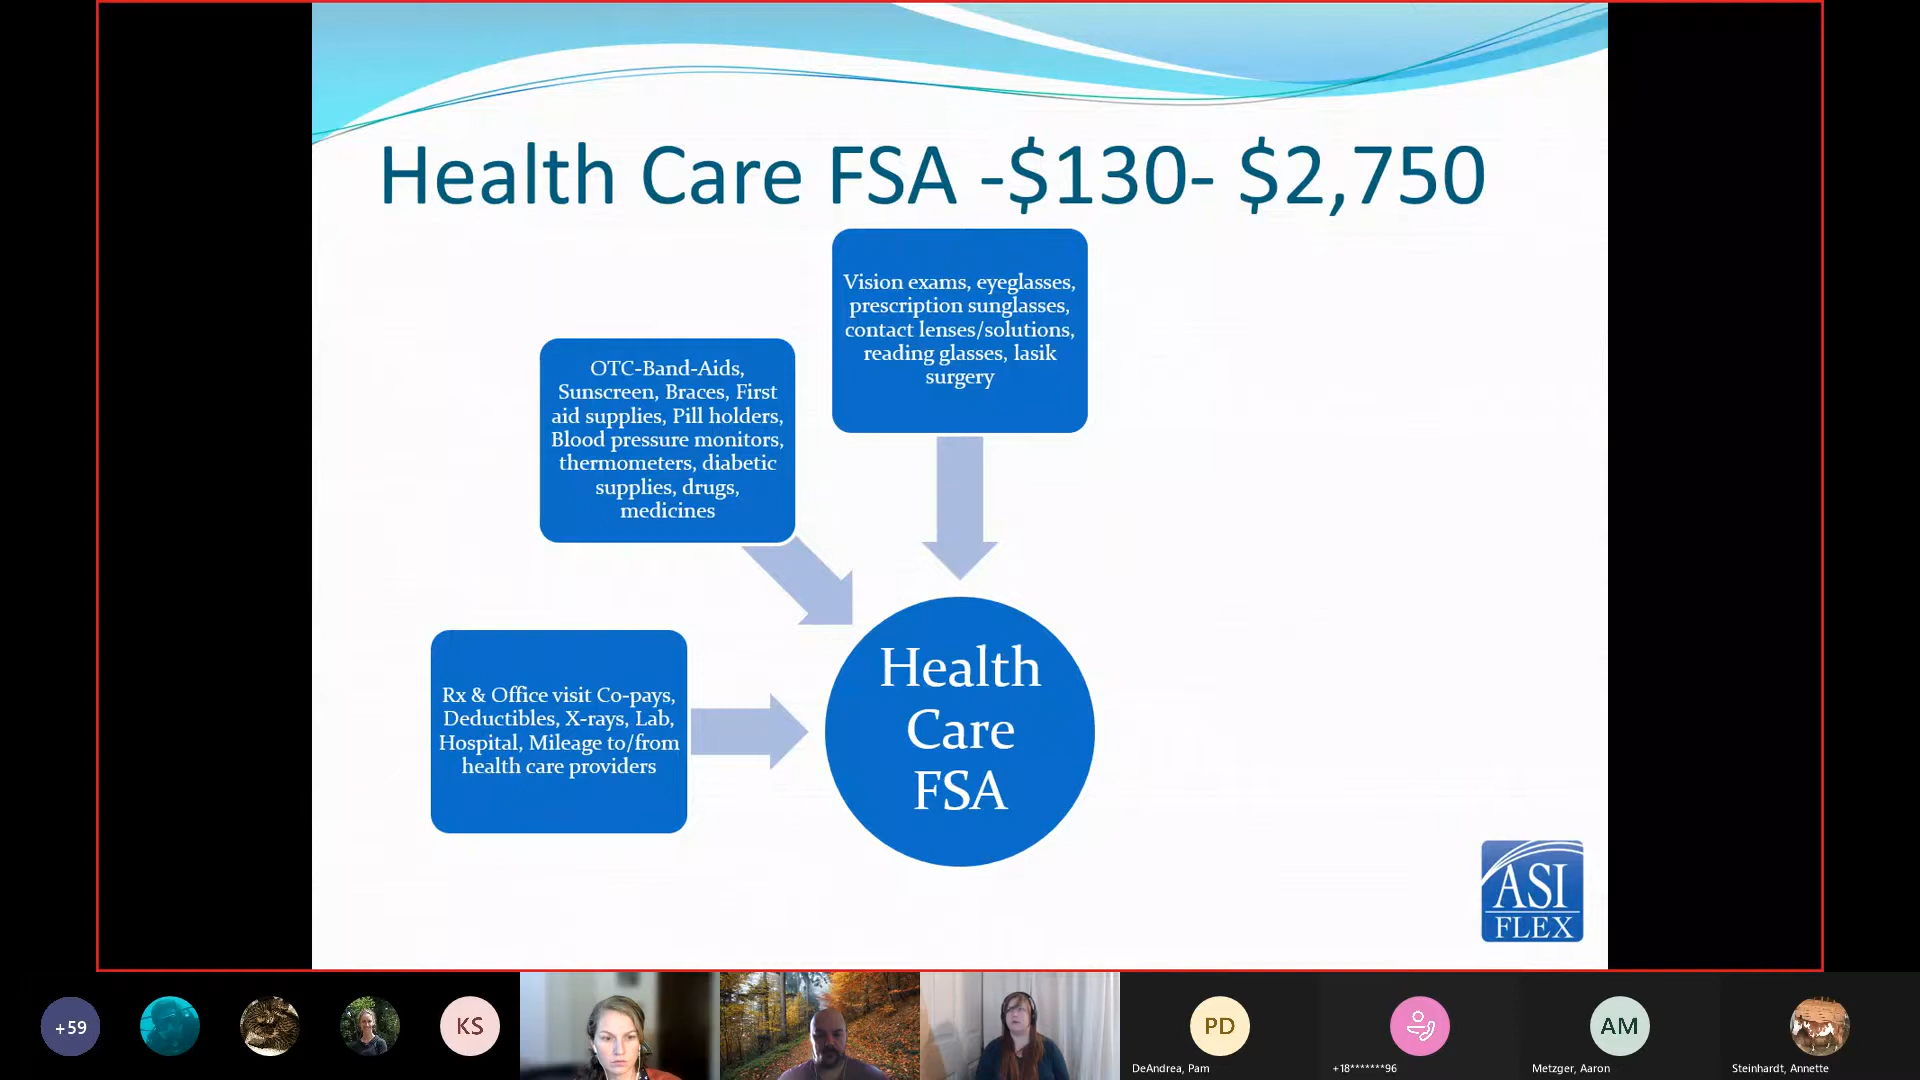 Health Care FSA -$130- $2,750
Vision exams, eyeglasses,
prescription sunglasses,
contact lenses/solutions,
reading glasses, lasik
surgery
OTC-Band-Aids,
Sunscreen, Braces, First
aid supplies, Pill holders,
Blood pressure monitors,
thermometers, diabetic
supplies, drugs,
medicines
Rx & Office visit Co-pays,
Deductibles, X-rays, Lab,
Hospital, Mileage to/from
health care providers
Health
Care
FSA
ASI
FLEX
+59
KS
PD
DeAndrea, Pam
+18*******96
AM
Metzger, Aaron
Steinhardt, Annette